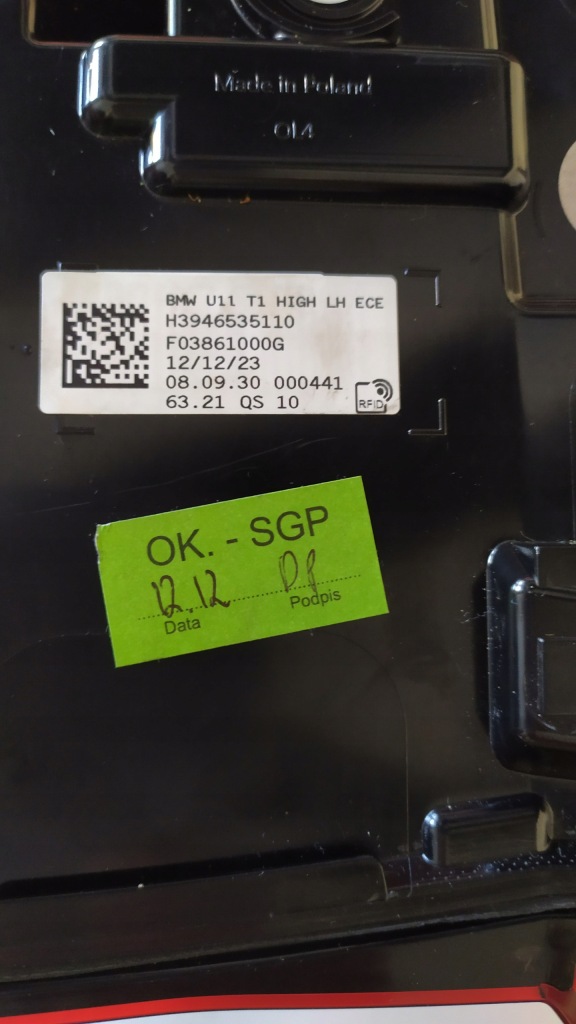 Made in Poland
OL4
BMW U11 T1 HIGH LH ECE
H3946535110
F03861000G
12/12/23
08.09.30 000441
63.21 QS 10
RFID
OK. - SGP
12.12
Data
Podpis